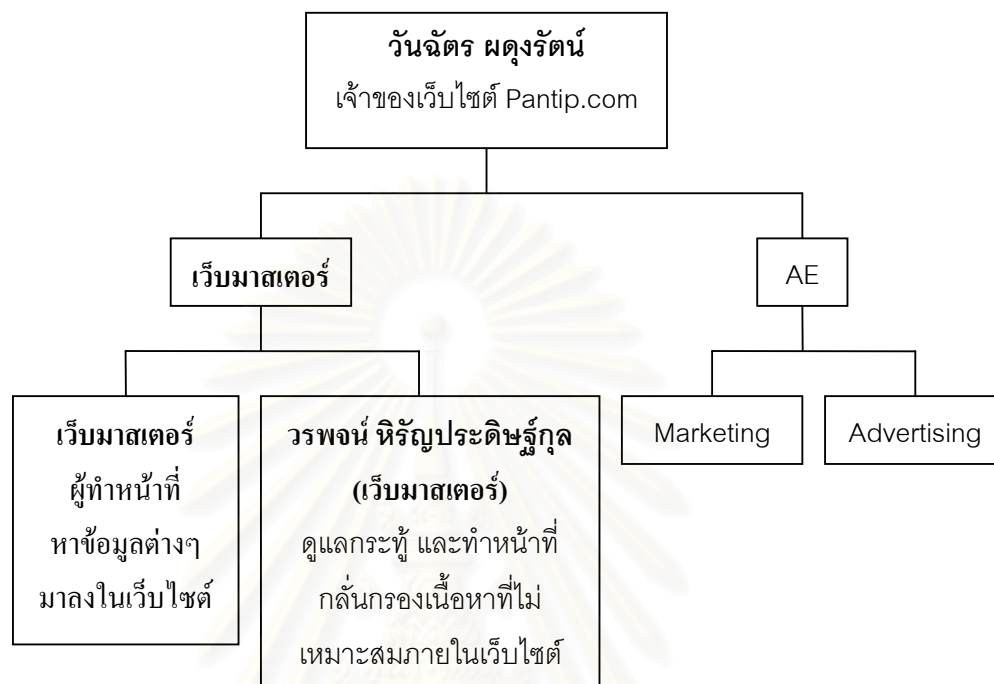 วันฉัตร ผดุงรัตน์
เจ้าของเว็บไซต์ Pantip.com
เว็บมาสเตอร์
AE
เว็บมาสเตอร์
ผู้ทำหน้าที่
หาข้อมูลต่างๆ
มาลงในเว็บไซต์
วรพจน์ หิรัญประดิษฐ์กุล
(เว็บมาสเตอร์)
ดูแลกระทู้ และทำหน้าที่
กลั่นกรองเนื้อหาที่ไม่
เหมาะสมภายในเว็บไซต์
Marketing
Advertising